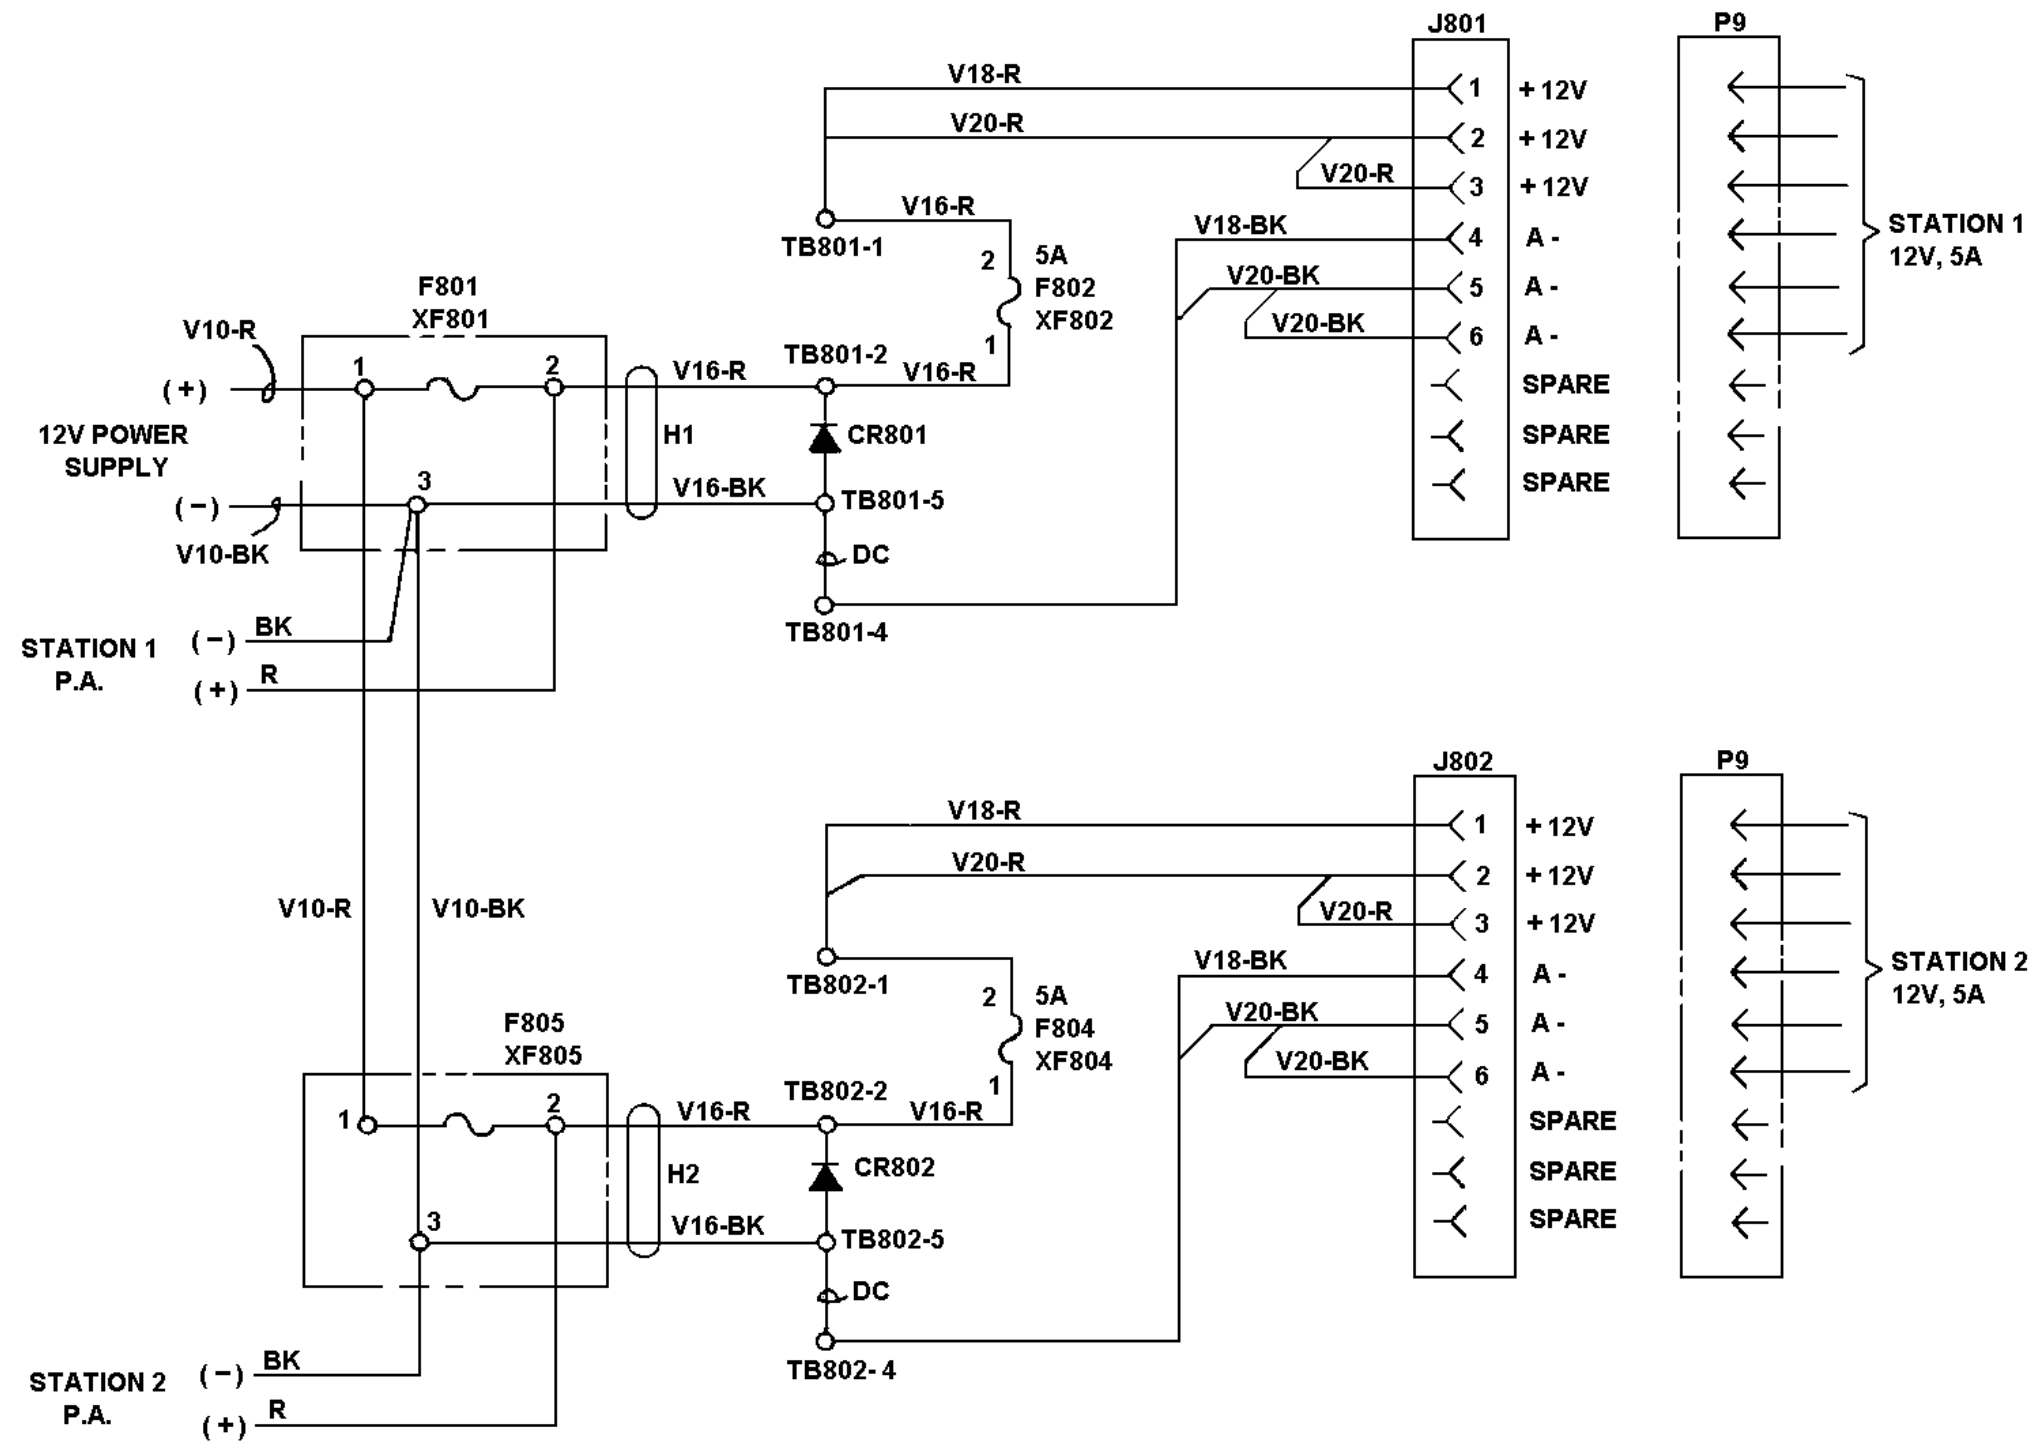 J801
P9
V18-R
1
+12V
V20-R
2
+12V
V20-R
3
+12V
V16-R
TB801-1
V18-BK
4
A -
STATION 1
12V, 5A
2
5A
F802
XF802
1
V20-BK
5
A -
V20-BK
6
A -
SPARE
SPARE
SPARE
F801
XF801
V10-R
(+)
1
2
V16-R
TB801-2
V16-R
12V POWER
SUPPLY
H1
CR801
(−)
3
V16-BK
TB801-5
V10-BK
DC
TB801-4
STATION 1
P.A.
(−)
BK
(+)
R
J802
P9
V18-R
1
+12V
V20-R
2
+12V
V20-R
3
+12V
V10-R
V10-BK
TB802-1
V18-BK
4
A -
STATION 2
12V, 5A
2
5A
F804
XF804
1
V20-BK
5
A -
V20-BK
6
A -
SPARE
SPARE
SPARE
F805
XF805
1
2
V16-R
TB802-2
V16-R
H2
CR802
3
V16-BK
TB802-5
DC
TB802- 4
STATION 2
P.A.
(−)
BK
(+)
R